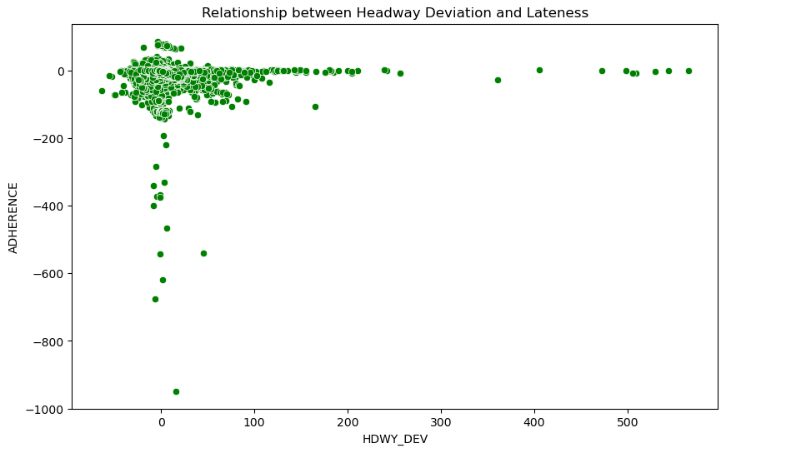 Relationship between Headway Deviation and Lateness
0
−200
−400
−600
−800
−1000
ADHERENCE
0 100 200 300 400 500
HDWY_DEV